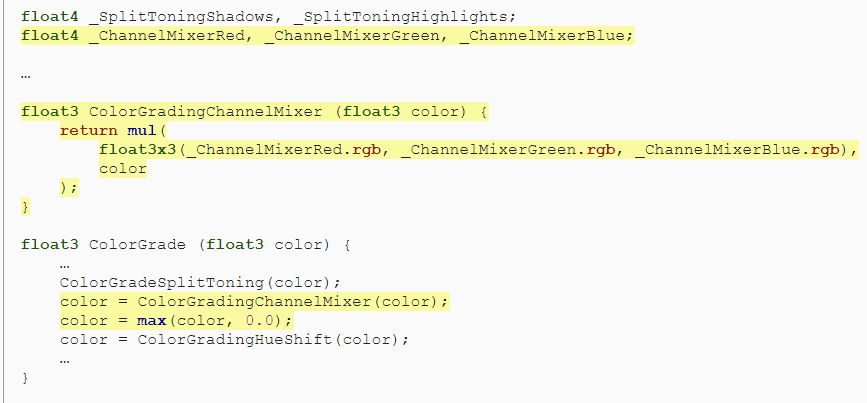 float4 _SplitToningShadows, _SplitToningHighlights;
float4 _ChannelMixerRed, _ChannelMixerGreen, _ChannelMixerBlue;
…
float3 ColorGradingChannelMixer (float3 color) {
    return mul(
        float3x3(_ChannelMixerRed.rgb, _ChannelMixerGreen.rgb, _ChannelMixerBlue.rgb),
        color
    );
}
float3 ColorGrade (float3 color) {
    …
    ColorGradeSplitToning(color);
    color = ColorGradingChannelMixer(color);
    color = max(color, 0.0);
    color = ColorGradingHueShift(color);
    …
}